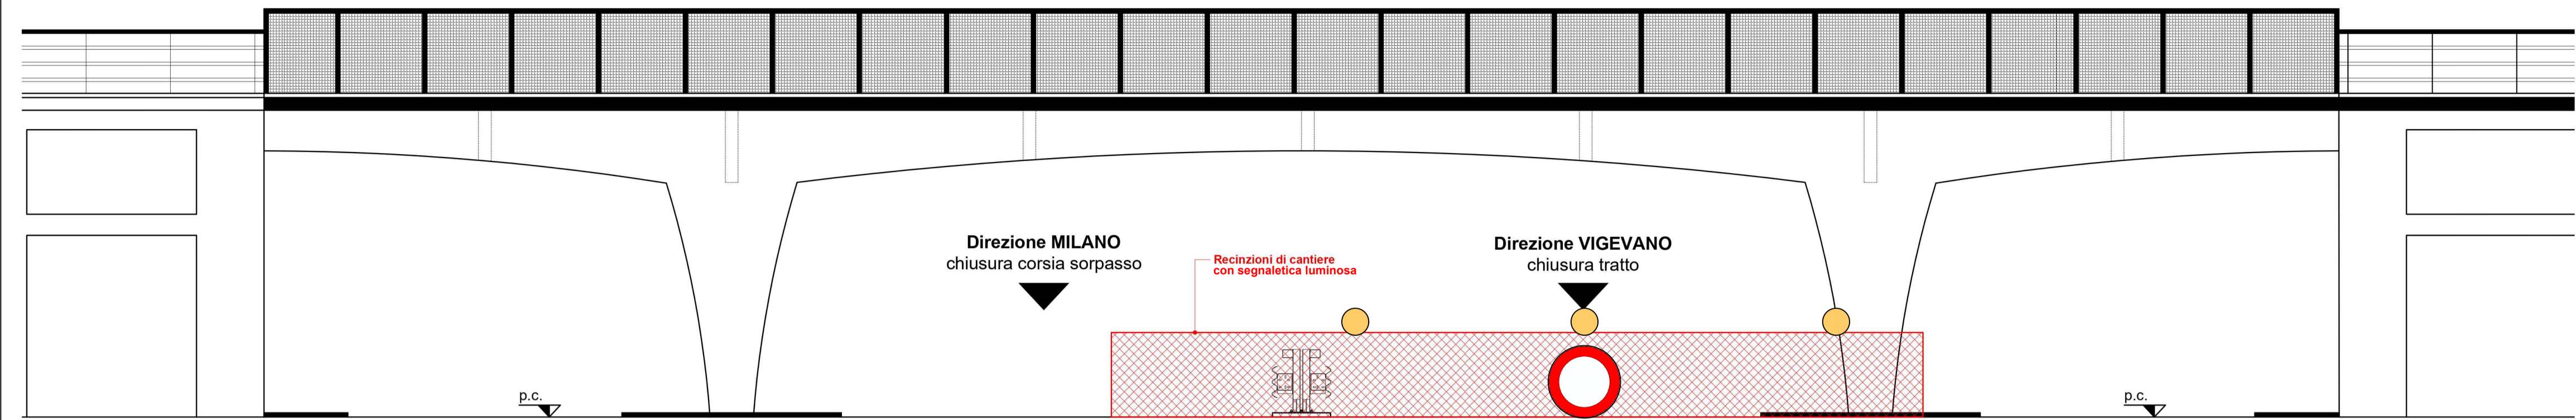 Direzione MILANO
chiusura corsia sorpasso
Recinzioni di cantiere
con segnaletica luminosa
Direzione VIGEVANO
chiusura tratto
p.c.
p.c.